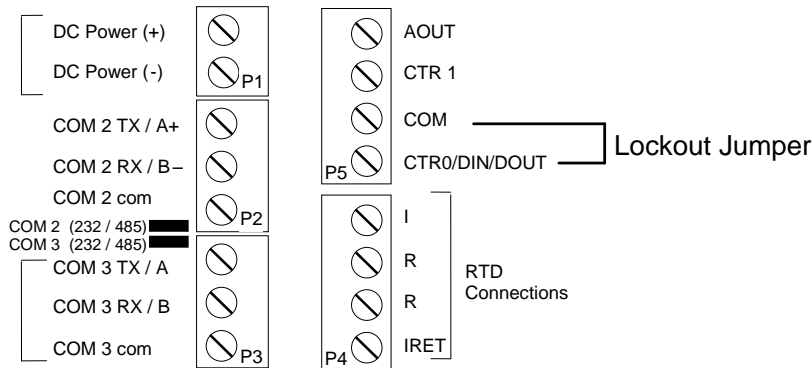 DC Power (+)
DC Power (-)
P1
COM 2 TX / A+
COM 2 RX / B–
COM 2 com
P2
COM 2 (232 / 485)
COM 3 (232 / 485)
COM 3 TX / A
COM 3 RX / B
COM 3 com
P3
AOUT
CTR 1
COM
CTR0/DIN/DOUT
P5
Lockout Jumper
I
R
R
IRET
P4
RTD
Connections